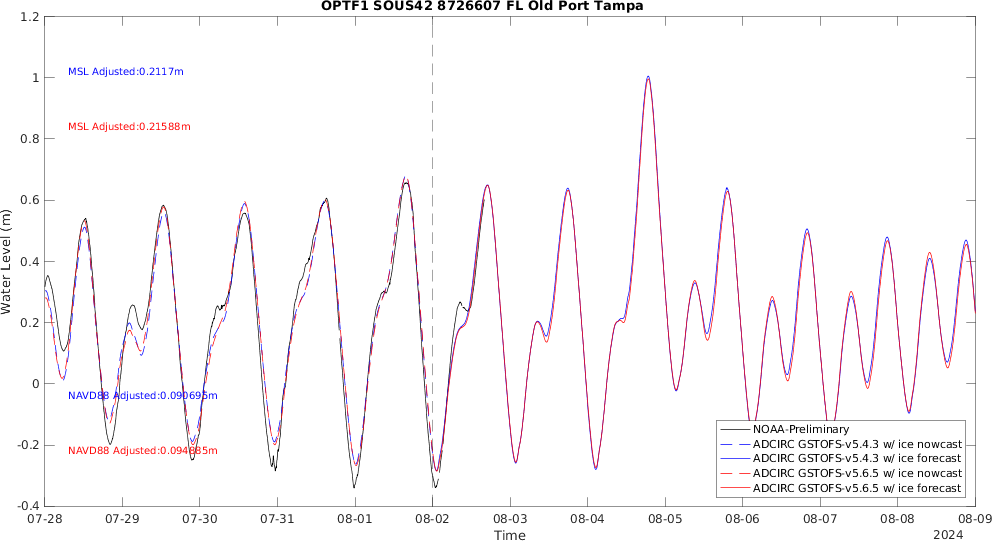 OPTF1 SOUS42 8726607 FL Old Port Tampa
Water Level (m)
1.2
1
0.8
0.6
0.4
0.2
0
-0.2
-0.4
MSL Adjusted:0.2117m
MSL Adjusted:0.21588m
NAVD88 Adjusted:0.090695m
NAVD88 Adjusted:0.094885m
NOAA-Preliminary
ADCIRC GSTOFS-v5.4.3 w/ ice nowcast
ADCIRC GSTOFS-v5.4.3 w/ ice forecast
ADCIRC GSTOFS-v5.6.5 w/ ice nowcast
ADCIRC GSTOFS-v5.6.5 w/ ice forecast
07-28 07-29 07-30 07-31 08-01 08-02 08-03 08-04 08-05 08-06 08-07 08-08 08-09
Time
2024